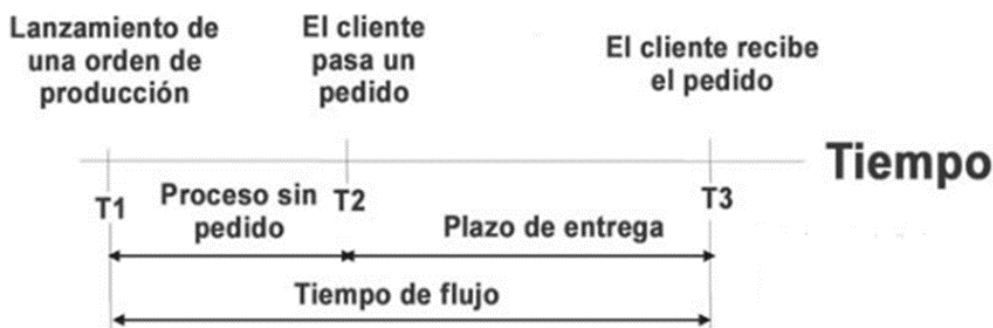 Lanzamiento de
una orden de
producción
El cliente
pasa un
pedido
El cliente recibe
el pedido
Tiempo
T1
Proceso sin
pedido
T2
T3
Plazo de entrega
Tiempo de flujo